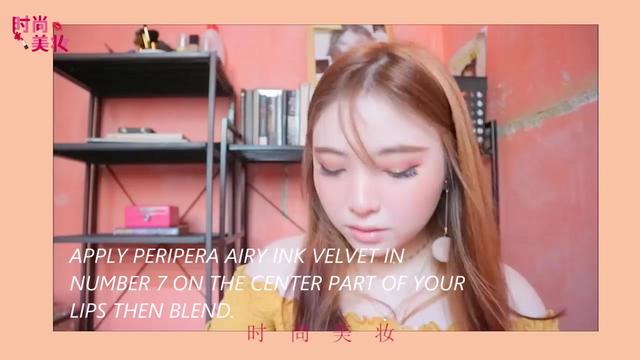 时尚
美妆
APPLY PERIPERA AIRY INK VELVET IN
NUMBER 7 ON THE CENTER PART OF YOUR
LIPS THEN BLEND.
时尚美妆